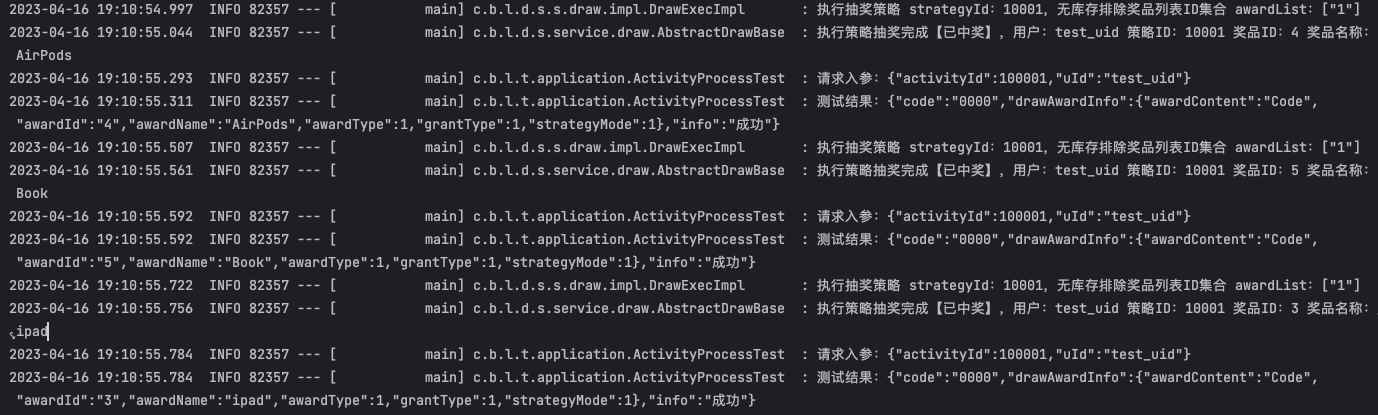 2023-04-16 19:10:54.997  INFO 82357 --- [           main] c.b.l.d.s.s.draw.impl.DrawExecImpl       : 执行抽奖策略 strategyId：10001，无库存排除奖品列表ID集合 awardList：["1"]
2023-04-16 19:10:55.044  INFO 82357 --- [           main] c.b.l.d.s.service.draw.AbstractDrawBase  : 执行策略抽奖完成【已中奖】，用户：test_uid 策略ID：10001 奖品ID：4 奖品名称：
AirPods
2023-04-16 19:10:55.293  INFO 82357 --- [           main] c.b.l.t.application.ActivityProcessTest  : 请求入参：{"activityId":100001,"uId":"test_uid"}
2023-04-16 19:10:55.311  INFO 82357 --- [           main] c.b.l.t.application.ActivityProcessTest  : 测试结果：{"code":"0000","drawAwardInfo":{"awardContent":"Code",
"awardId":"4","awardName":"AirPods","awardType":1,"grantType":1,"strategyMode":1},"info":"成功"}
2023-04-16 19:10:55.507  INFO 82357 --- [           main] c.b.l.d.s.s.draw.impl.DrawExecImpl       : 执行抽奖策略 strategyId：10001，无库存排除奖品列表ID集合 awardList：["1"]
2023-04-16 19:10:55.561  INFO 82357 --- [           main] c.b.l.d.s.service.draw.AbstractDrawBase  : 执行策略抽奖完成【已中奖】，用户：test_uid 策略ID：10001 奖品ID：5 奖品名称：
Book
2023-04-16 19:10:55.592  INFO 82357 --- [           main] c.b.l.t.application.ActivityProcessTest  : 请求入参：{"activityId":100001,"uId":"test_uid"}
2023-04-16 19:10:55.592  INFO 82357 --- [           main] c.b.l.t.application.ActivityProcessTest  : 测试结果：{"code":"0000","drawAwardInfo":{"awardContent":"Code",
"awardId":"5","awardName":"Book","awardType":1,"grantType":1,"strategyMode":1},"info":"成功"}
2023-04-16 19:10:55.722  INFO 82357 --- [           main] c.b.l.d.s.s.draw.impl.DrawExecImpl       : 执行抽奖策略 strategyId：10001，无库存排除奖品列表ID集合 awardList：["1"]
2023-04-16 19:10:55.756  INFO 82357 --- [           main] c.b.l.d.s.service.draw.AbstractDrawBase  : 执行策略抽奖完成【已中奖】，用户：test_uid 策略ID：10001 奖品ID：3 奖品名称：
ipad
2023-04-16 19:10:55.784  INFO 82357 --- [           main] c.b.l.t.application.ActivityProcessTest  : 请求入参：{"activityId":100001,"uId":"test_uid"}
2023-04-16 19:10:55.784  INFO 82357 --- [           main] c.b.l.t.application.ActivityProcessTest  : 测试结果：{"code":"0000","drawAwardInfo":{"awardContent":"Code",
"awardId":"3","awardName":"ipad","awardType":1,"grantType":1,"strategyMode":1},"info":"成功"}